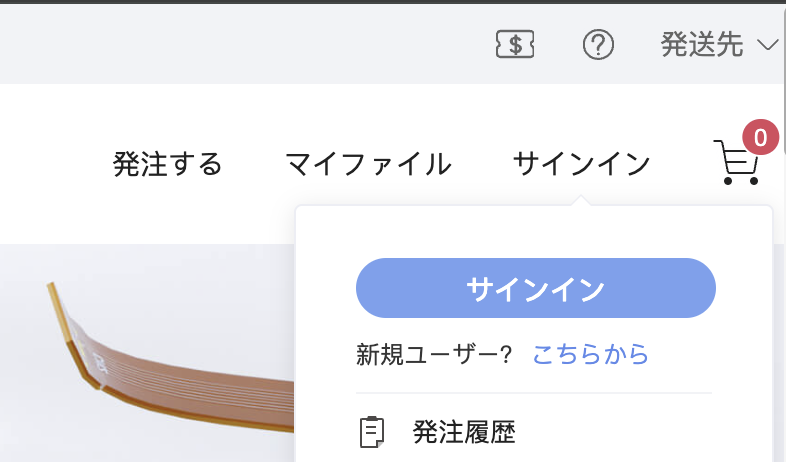 発送先
発注する マイファイル サインイン 0
サインイン
新規ユーザー? こちらから
発注履歴